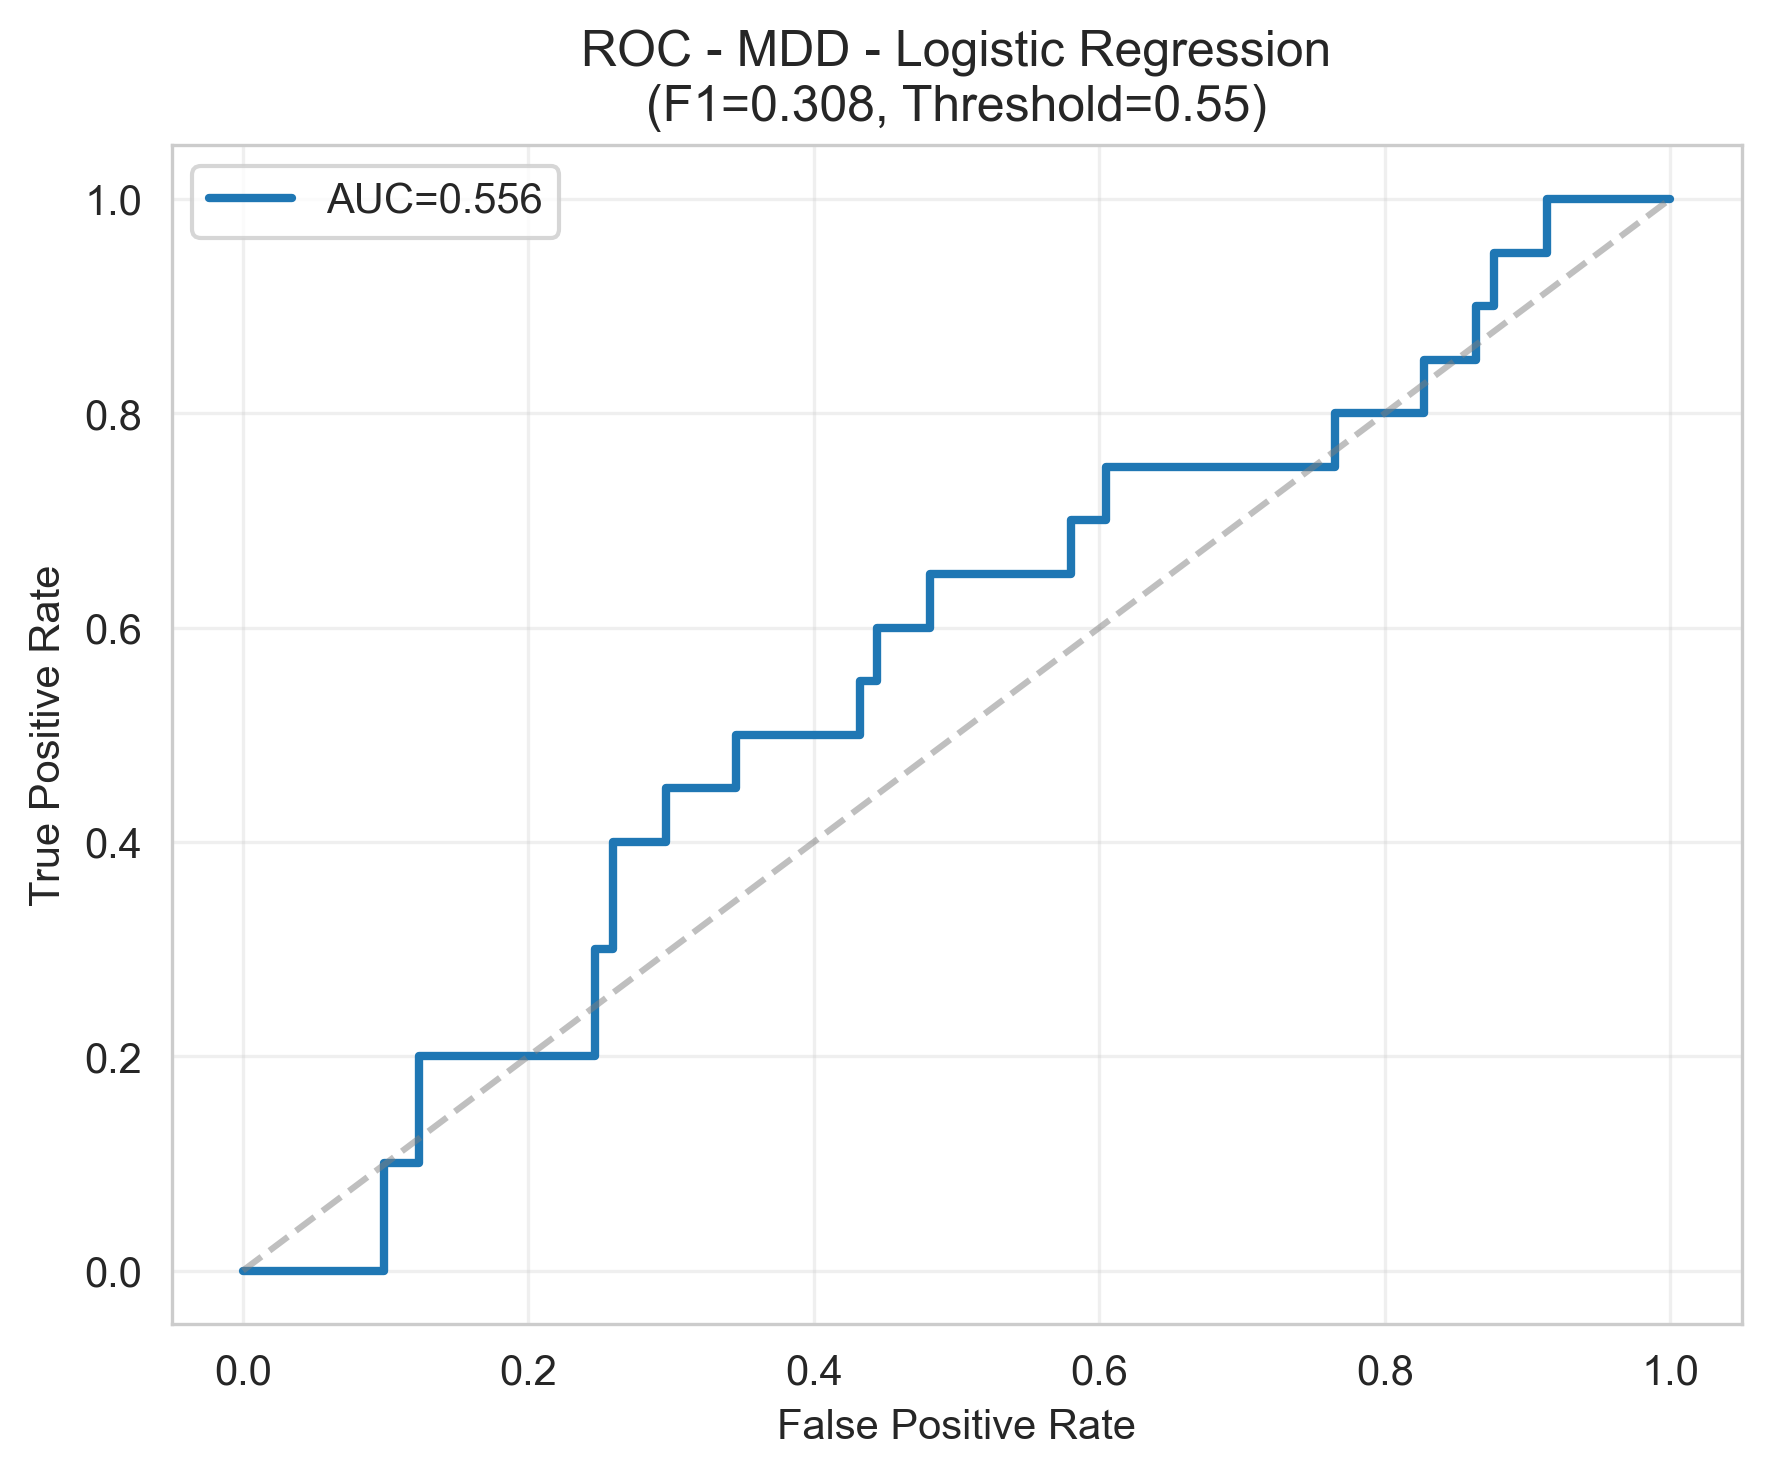 ROC - MDD - Logistic Regression
(F1=0.308, Threshold=0.55)
AUC=0.556
True Positive Rate
1.0
0.8
0.6
0.4
0.2
0.0
0.0 0.2 0.4 0.6 0.8 1.0
False Positive Rate